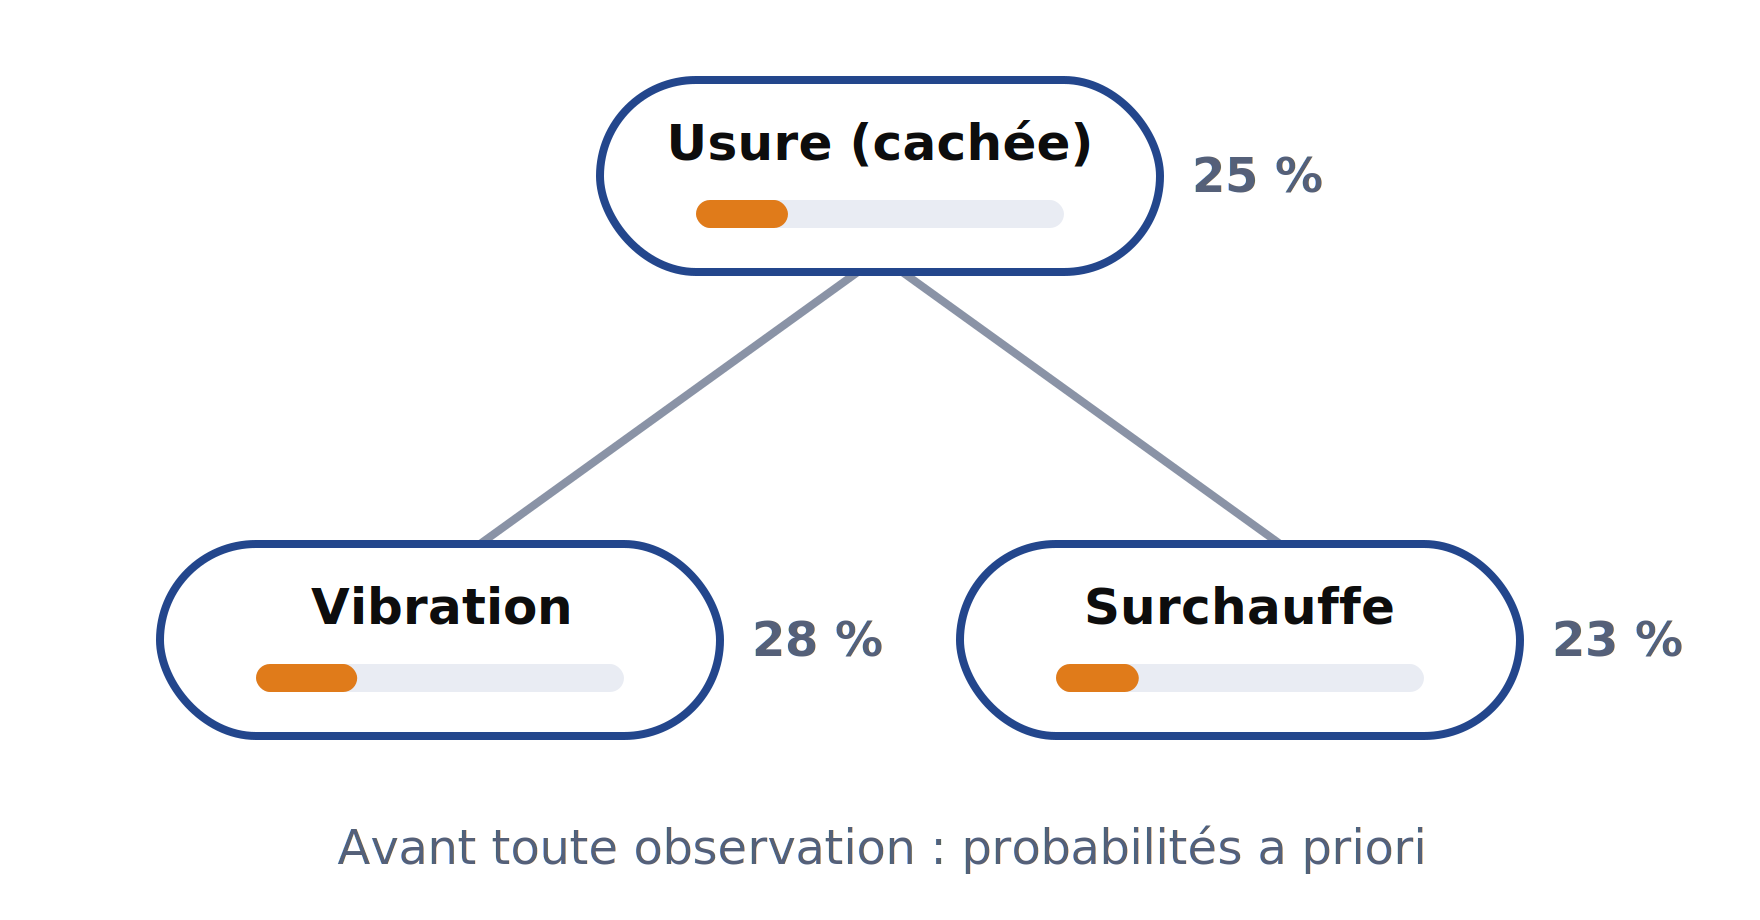 Usure (cachée)
25 %
Vibration
28 %
Surchauffe
23 %
Avant toute observation : probabilités a priori